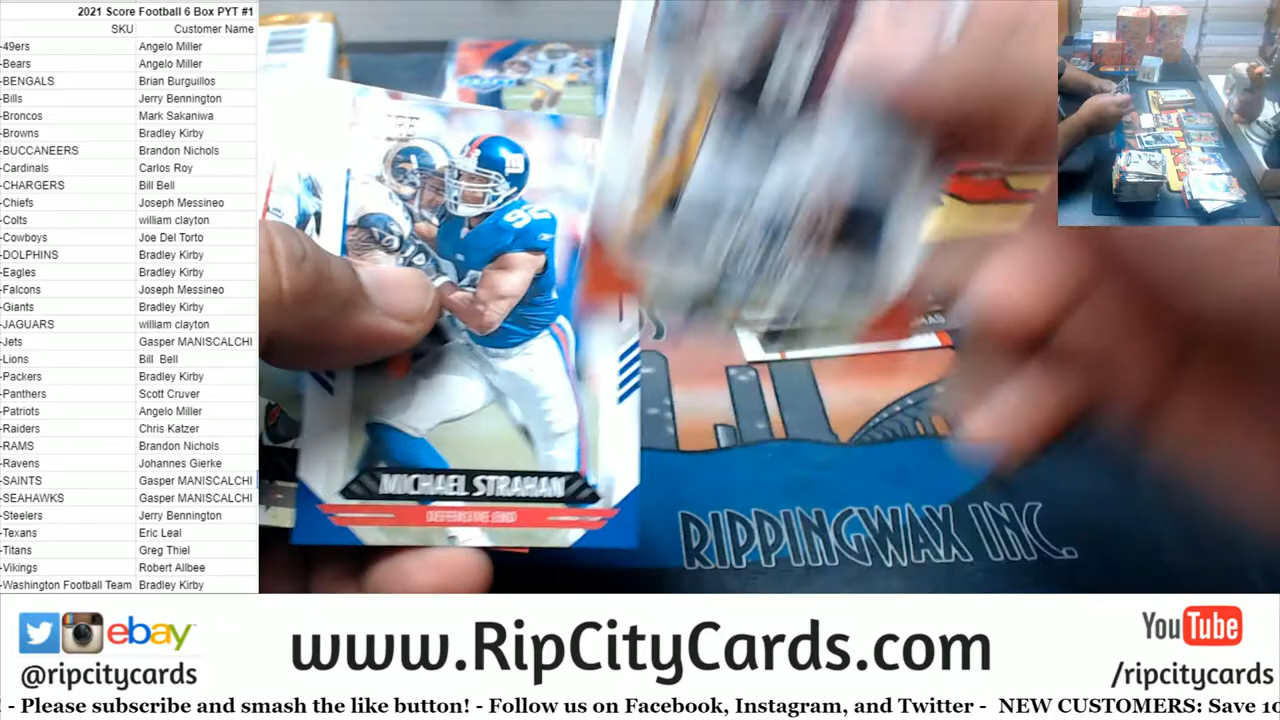 2021 Score Football 6 Box PYT #1
SKU Customer Name
-49ers Angelo Miller
-Bears Angelo Miller
-BENGALS Brian Burguillos
-Bills Jerry Bennington
-Broncos Mark Sakaniwa
-Browns Bradley Kirby
-BUCCANEERS Brandon Nichols
-Cardinals Carlos Roy
-CHARGERS Bill Bell
-Chiefs Joseph Messineo
-Colts william clayton
-Cowboys Joe Del Torto
-DOLPHINS Bradley Kirby
-Eagles Bradley Kirby
-Falcons Joseph Messineo
-Giants Bradley Kirby
-JAGUARS william clayton
-Jets Gasper MANISCALCHI
-Lions Bill Bell
-Packers Bradley Kirby
-Panthers Scott Cruver
-Patriots Angelo Miller
-Raiders Chris Katzer
-RAMS Brandon Nichols
-Ravens Johannes Gierke
-SAINTS Gasper MANISCALCHI
-SEAHAWKS Gasper MANISCALCHI
-Steelers Jerry Bennington
-Texans Eric Leal
-Titans Greg Thiel
-Vikings Robert Allbee
-Washington Football Team Bradley Kirby
92
MICHAEL STRAHAN
DEFENSIVE END
RIPPINGWAX INC.
ebay
@ripcitycards
www.RipCityCards.com
YouTube
/ripcitycards
- Please subscribe and smash the like button! - Follow us on Facebook, Instagram, and Twitter - NEW CUSTOMERS: Save